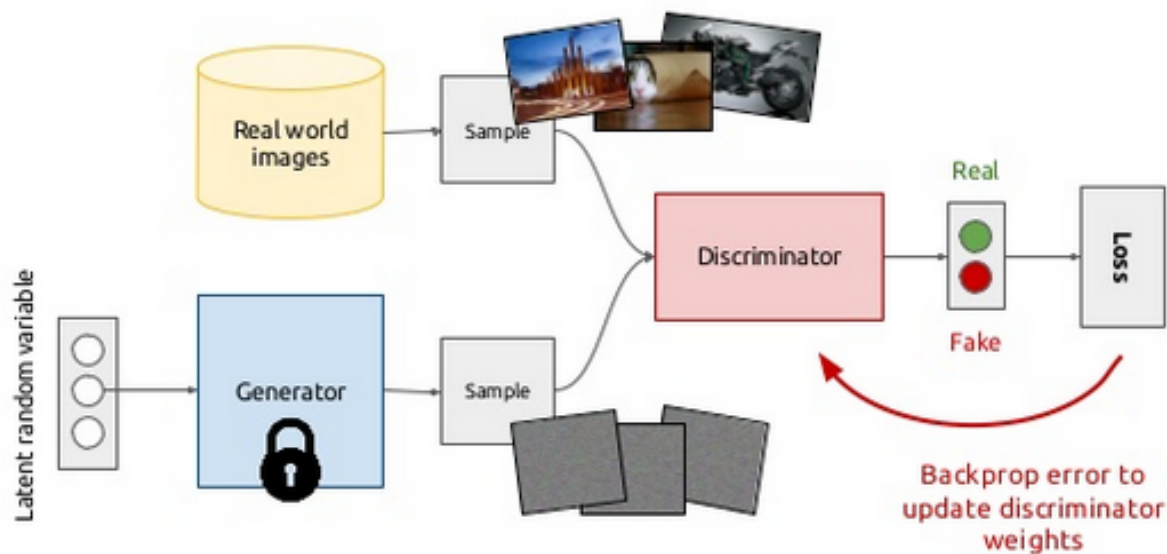 Real world
images
Sample
Discriminator
Real
Fake
Loss
Latent random variable
Generator
Sample
Backprop error to
update discriminator
weights